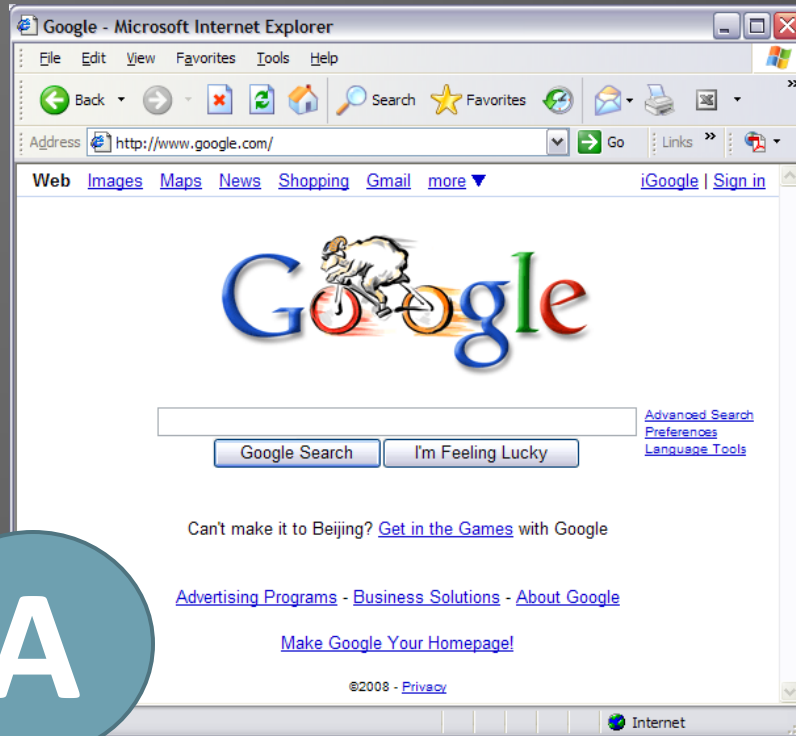 Google - Microsoft Internet Explorer
File Edit View Favorites Tools Help
Back Search Favorites
Address http://www.google.com/ Go Links »
Web Images Maps News Shopping Gmail more ▼ iGoogle | Sign in
Google
Advanced Search
Preferences
Google Search I'm Feeling Lucky Language Tools
Can't make it to Beijing? Get in the Games with Google
Advertising Programs - Business Solutions - About Google
Make Google Your Homepage!
©2008 - Privacy
A
Internet